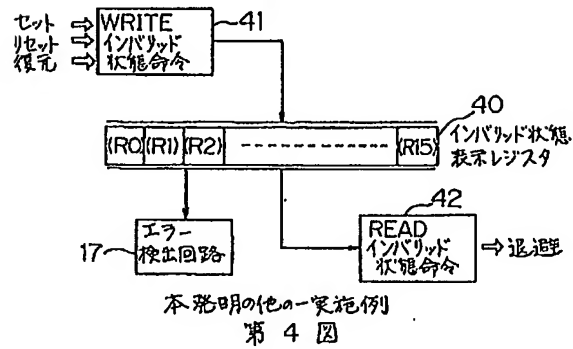 セット
リセット
復元
WRITE
インバリッド
状態命令
41
(R0) (R1) (R2) (R15)
40
インバリッド状態
表示レジスタ
エラー
検出回路
17
42
READ
インバリッド
状態命令
退避
本発明の他の一実施例
第 4 図